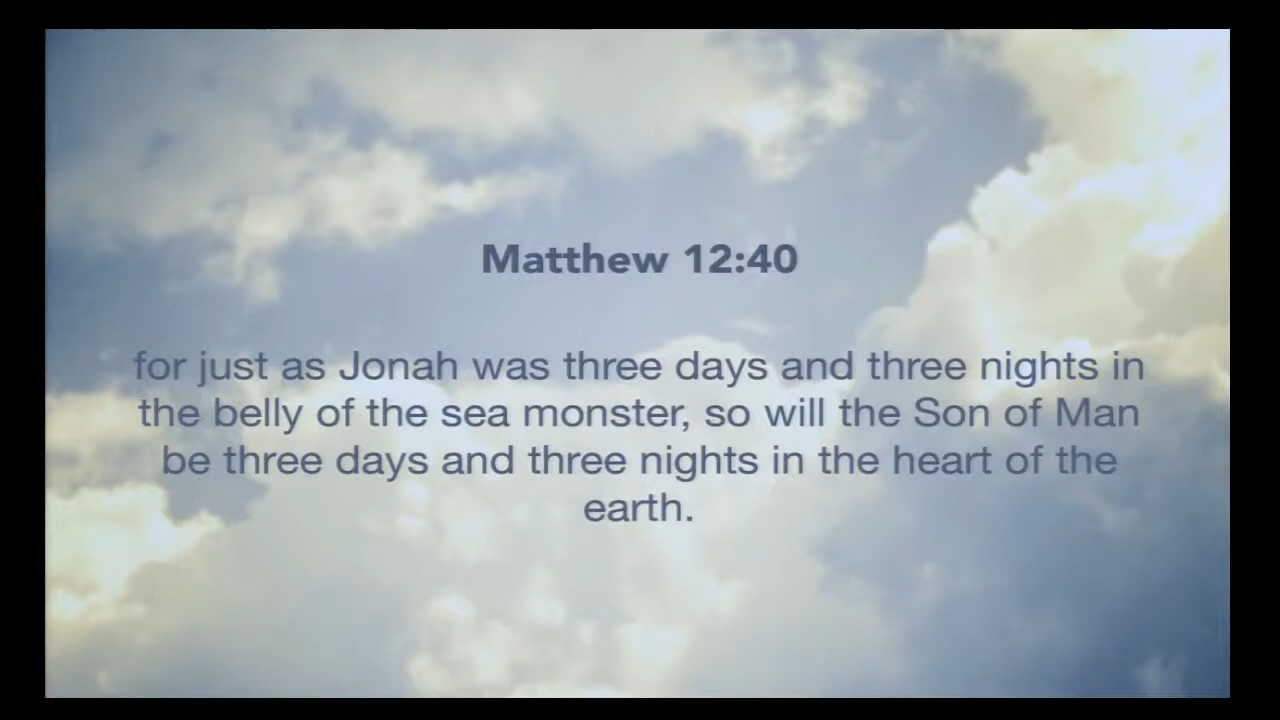 Matthew 12:40
for just as Jonah was three days and three nights in
the belly of the sea monster, so will the Son of Man
be three days and three nights in the heart of the
earth.